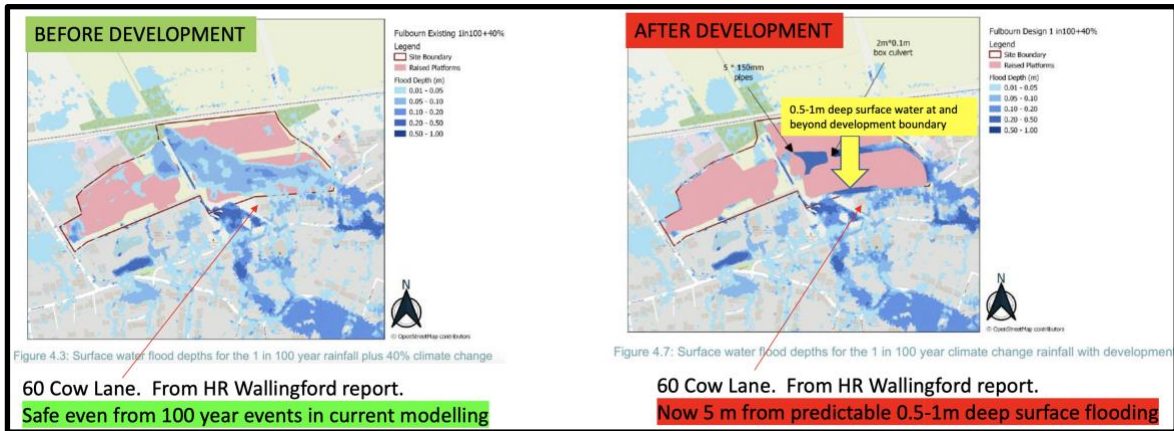 BEFORE DEVELOPMENT
Fulbourn Existing 1in100+40%
Legend
Site Boundary
Raised Platforms
Flood Depth (m)
0.01 - 0.05
0.05 - 0.10
0.10 - 0.20
0.20 - 0.50
0.50 - 1.00
N
© OpenStreetMap contributors
Figure 4.3: Surface water flood depths for the 1 in 100 year rainfall plus 40% climate change
60 Cow Lane. From HR Wallingford report.
Safe even from 100 year events in current modelling
AFTER DEVELOPMENT
2m*0.1m
box culvert
5 * 150mm
pipes
0.5-1m deep surface water at and
beyond development boundary
Fulbourn Design 1 in100+40%
Legend
Site Boundary
Raised Platforms
Flood Depth (m)
0.01 - 0.05
0.05 - 0.10
0.10 - 0.20
0.20 - 0.50
0.50 - 1.00
N
© OpenStreetMap contributors
Figure 4.7: Surface water flood depths for the 1 in 100 year climate change rainfall with development
60 Cow Lane. From HR Wallingford report.
Now 5 m from predictable 0.5-1m deep surface flooding